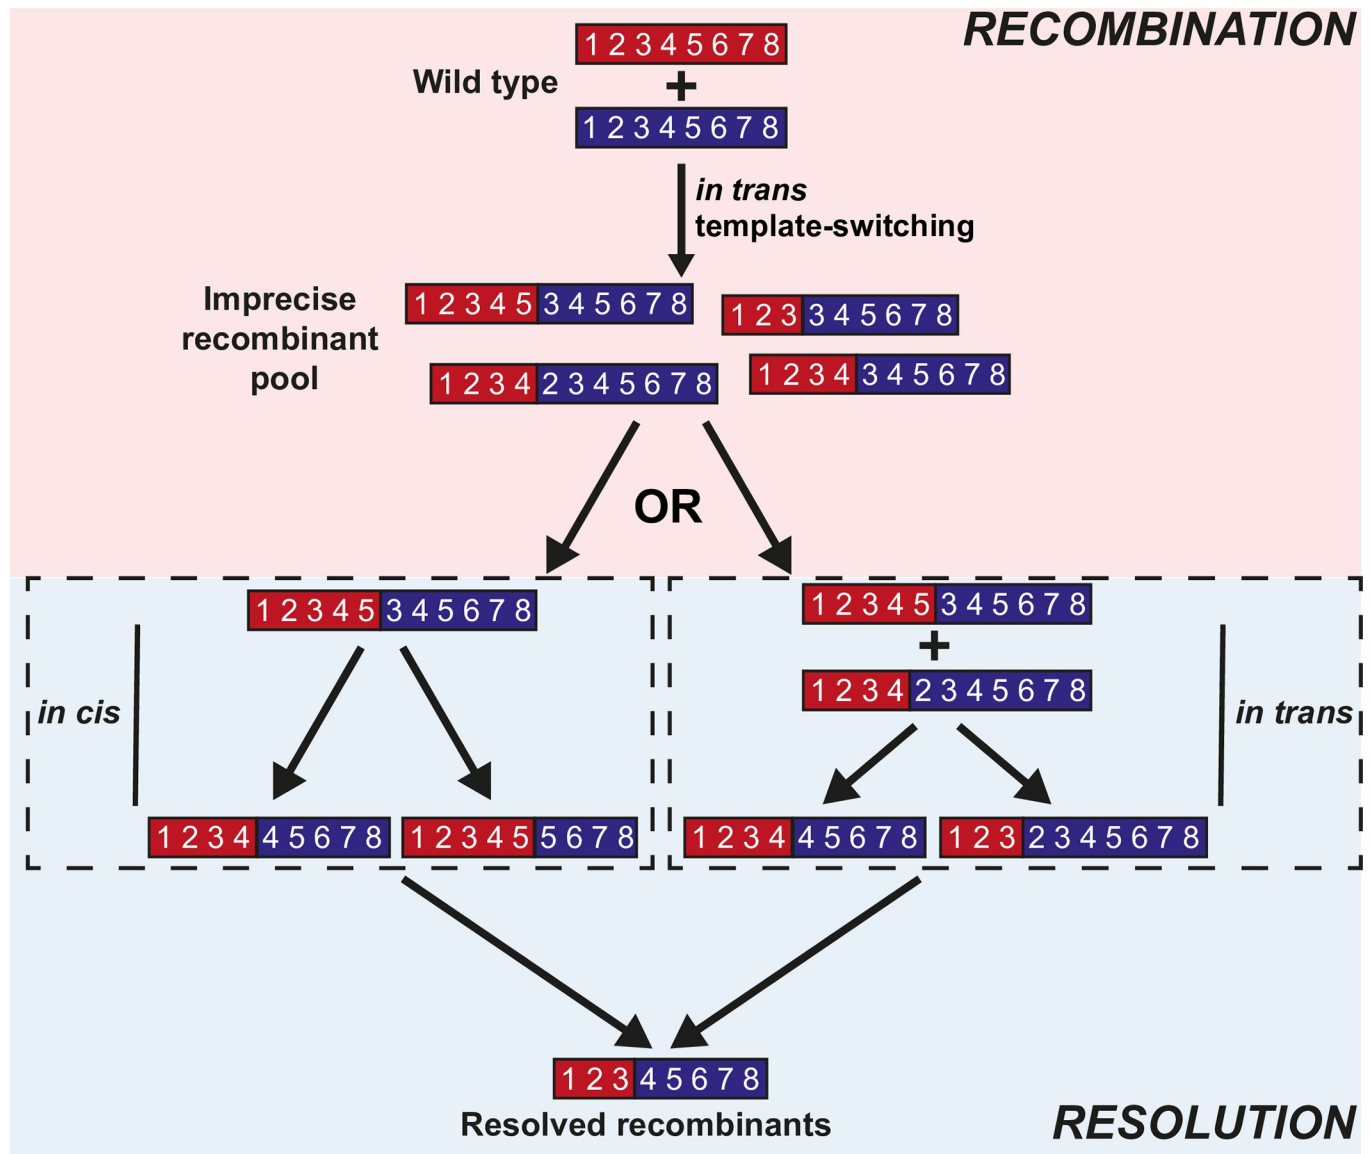 RECOMBINATION
1 2 3 4 5 6 7 8
Wild type
+
1 2 3 4 5 6 7 8
in trans
template-switching
Imprecise
recombinant
pool
1 2 3 4 5 3 4 5 6 7 8
1 2 3 3 4 5 6 7 8
1 2 3 4 2 3 4 5 6 7 8
1 2 3 4 3 4 5 6 7 8
OR
in cis
1 2 3 4 5 3 4 5 6 7 8
1 2 3 4 4 5 6 7 8
1 2 3 4 5 5 6 7 8
1 2 3 4 5 3 4 5 6 7 8
+
1 2 3 4 2 3 4 5 6 7 8
in trans
1 2 3 4 4 5 6 7 8
1 2 3 2 3 4 5 6 7 8
1 2 3 4 5 6 7 8
Resolved recombinants
RESOLUTION